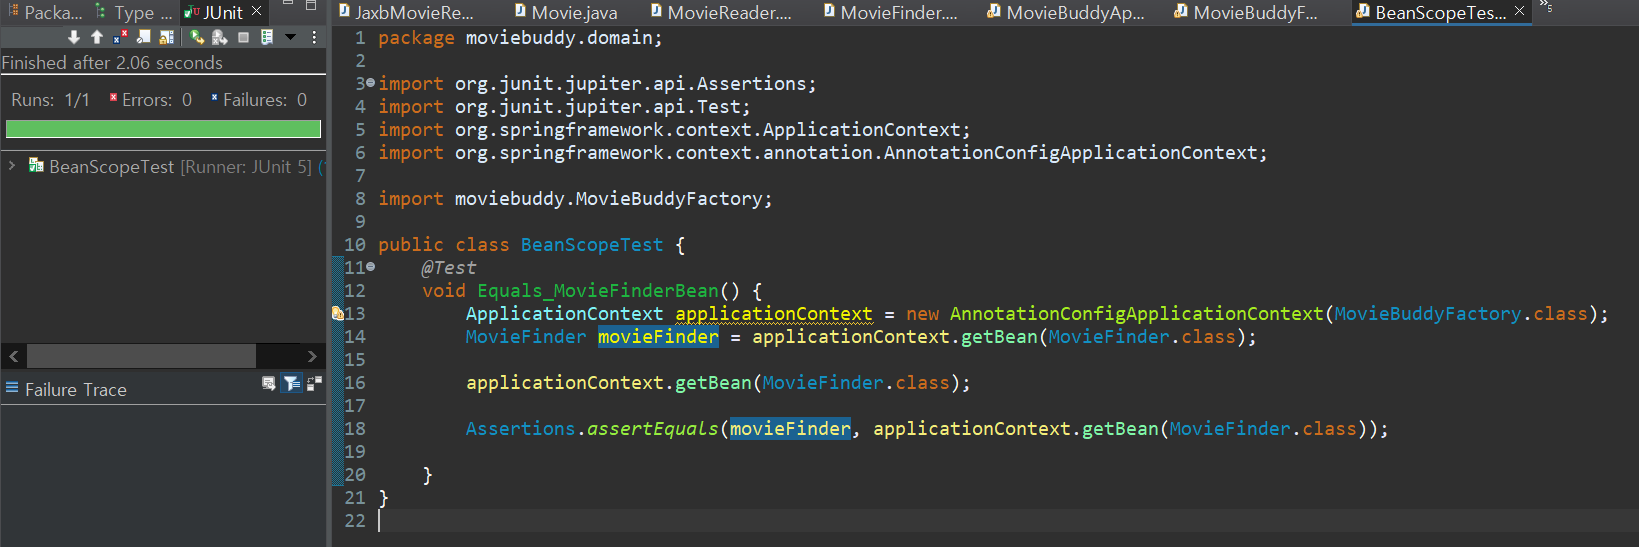 Packa...
Type ...
JUnit
Finished after 2.06 seconds
Runs: 1/1
Errors: 0
Failures: 0
BeanScopeTest [Runner: JUnit 5]
Failure Trace
JaxbMovieRe...
Movie.java
MovieReader....
MovieFinder....
MovieBuddyAp...
MovieBuddyF...
BeanScopeTes...
»5
1 package moviebuddy.domain;
2
3 import org.junit.jupiter.api.Assertions;
4 import org.junit.jupiter.api.Test;
5 import org.springframework.context.ApplicationContext;
6 import org.springframework.context.annotation.AnnotationConfigApplicationContext;
7
8 import moviebuddy.MovieBuddyFactory;
9
10 public class BeanScopeTest {
11 @Test
12 void Equals_MovieFinderBean() {
13 ApplicationContext applicationContext = new AnnotationConfigApplicationContext(MovieBuddyFactory.class);
14 MovieFinder movieFinder = applicationContext.getBean(MovieFinder.class);
15
16 applicationContext.getBean(MovieFinder.class);
17
18 Assertions.assertEquals(movieFinder, applicationContext.getBean(MovieFinder.class));
19
20 }
21 }
22